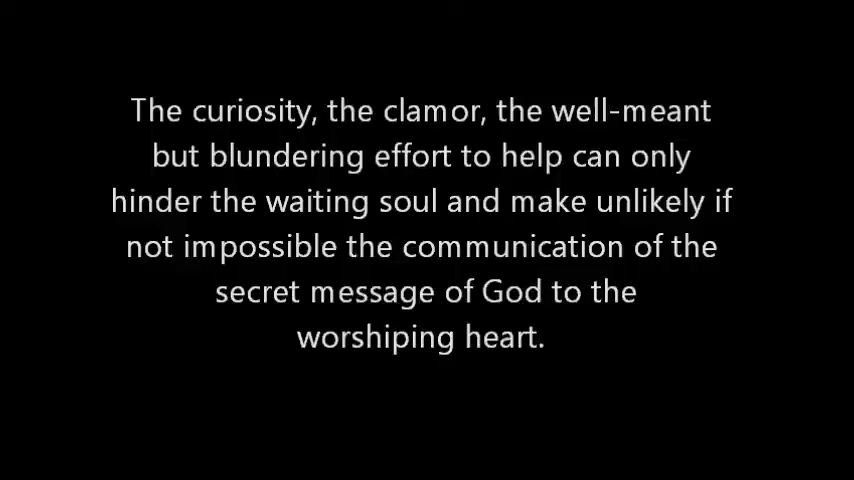 The curiosity, the clamor, the well-meant
but blundering effort to help can only
hinder the waiting soul and make unlikely if
not impossible the communication of the
secret message of God to the
worshiping heart.